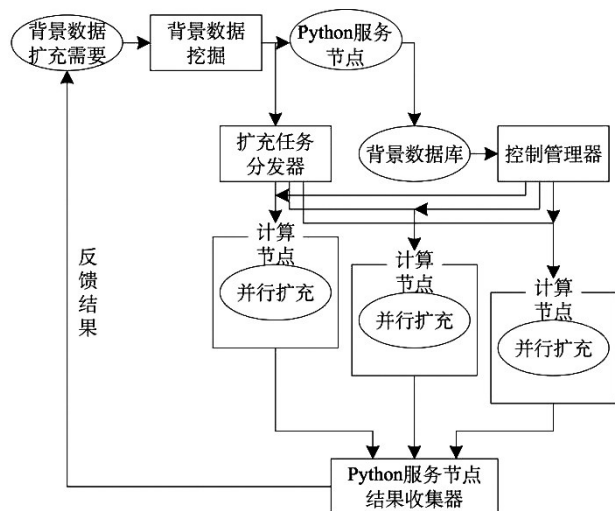 背景数据
扩充需要
背景数据
挖掘
Python服务
节点
扩充任务
分发器
背景数据库
控制管理器
计算
节点
并行扩充
计算
节点
并行扩充
计算
节点
并行扩充
反
馈
结
果
Python服务节点
结果收集器